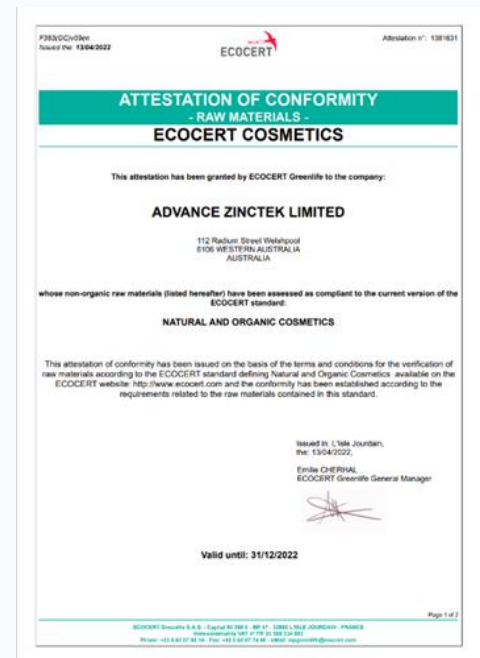 F363(GC)v03en
Issued the: 13/04/2022
ECOCERT
Attestation n°: 1381631
ATTESTATION OF CONFORMITY
- RAW MATERIALS -
ECOCERT COSMETICS
This attestation has been granted by ECOCERT Greenlife to the company:
ADVANCE ZINCTEK LIMITED
112 Radium Street Welshpool
6106 WESTERN AUSTRALIA
AUSTRALIA
whose non-organic raw materials (listed hereafter) have been assessed as compliant to the current version of the
ECOCERT standard:
NATURAL AND ORGANIC COSMETICS
This attestation of conformity has been issued on the basis of the terms and conditions for the verification of
raw materials according to the ECOCERT standard defining Natural and Organic Cosmetics available on the
ECOCERT website: http://www.ecocert.com and the conformity has been established according to the
requirements related to the raw materials contained in this standard.
Issued in: L'Isle Jourdain,
the: 13/04/2022,
Emilie CHERHAL
ECOCERT Greenlife General Manager
Valid until: 31/12/2022
Page 1 of 2
L'ISLE JOURDAIN - FRANCE